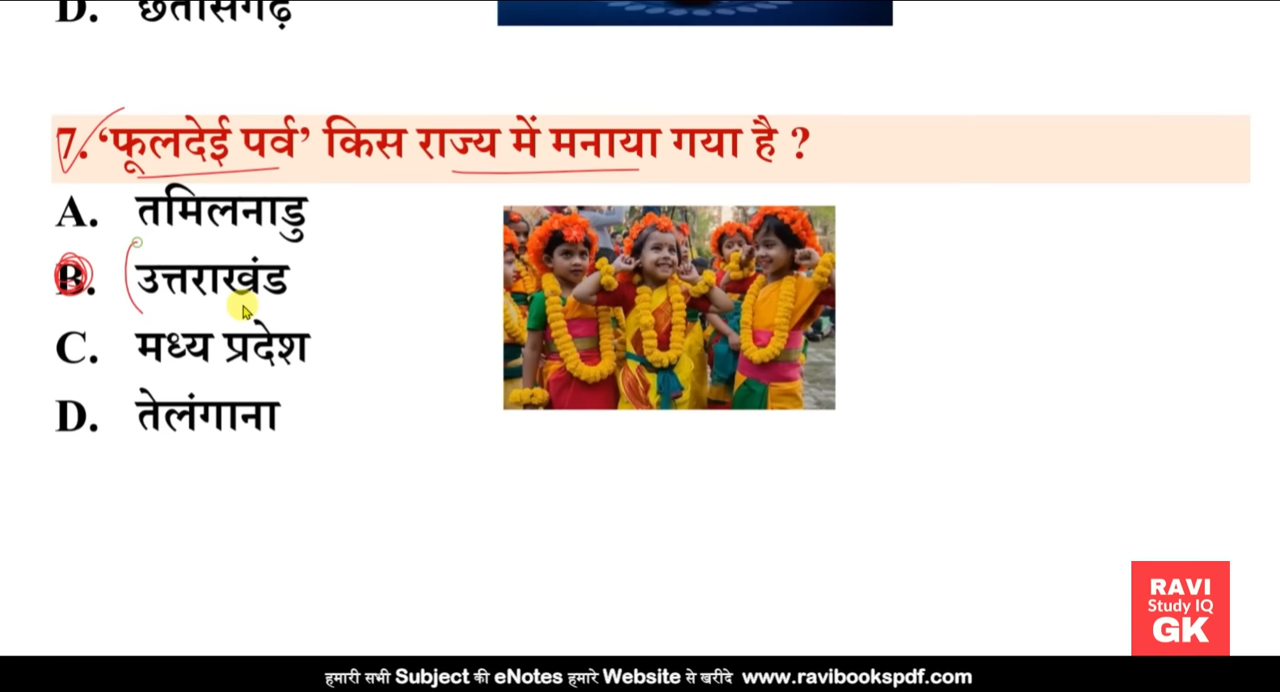 D. छत्तीसगढ़
7. ‘फूलदेई पर्व’ किस राज्य में मनाया गया है ?
A. तमिलनाडु
B. उत्तराखंड
C. मध्य प्रदेश
D. तेलंगाना
RAVI
Study IQ
GK
हमारी सभी Subject की eNotes हमारे Website से खरीदे www.ravibookspdf.com